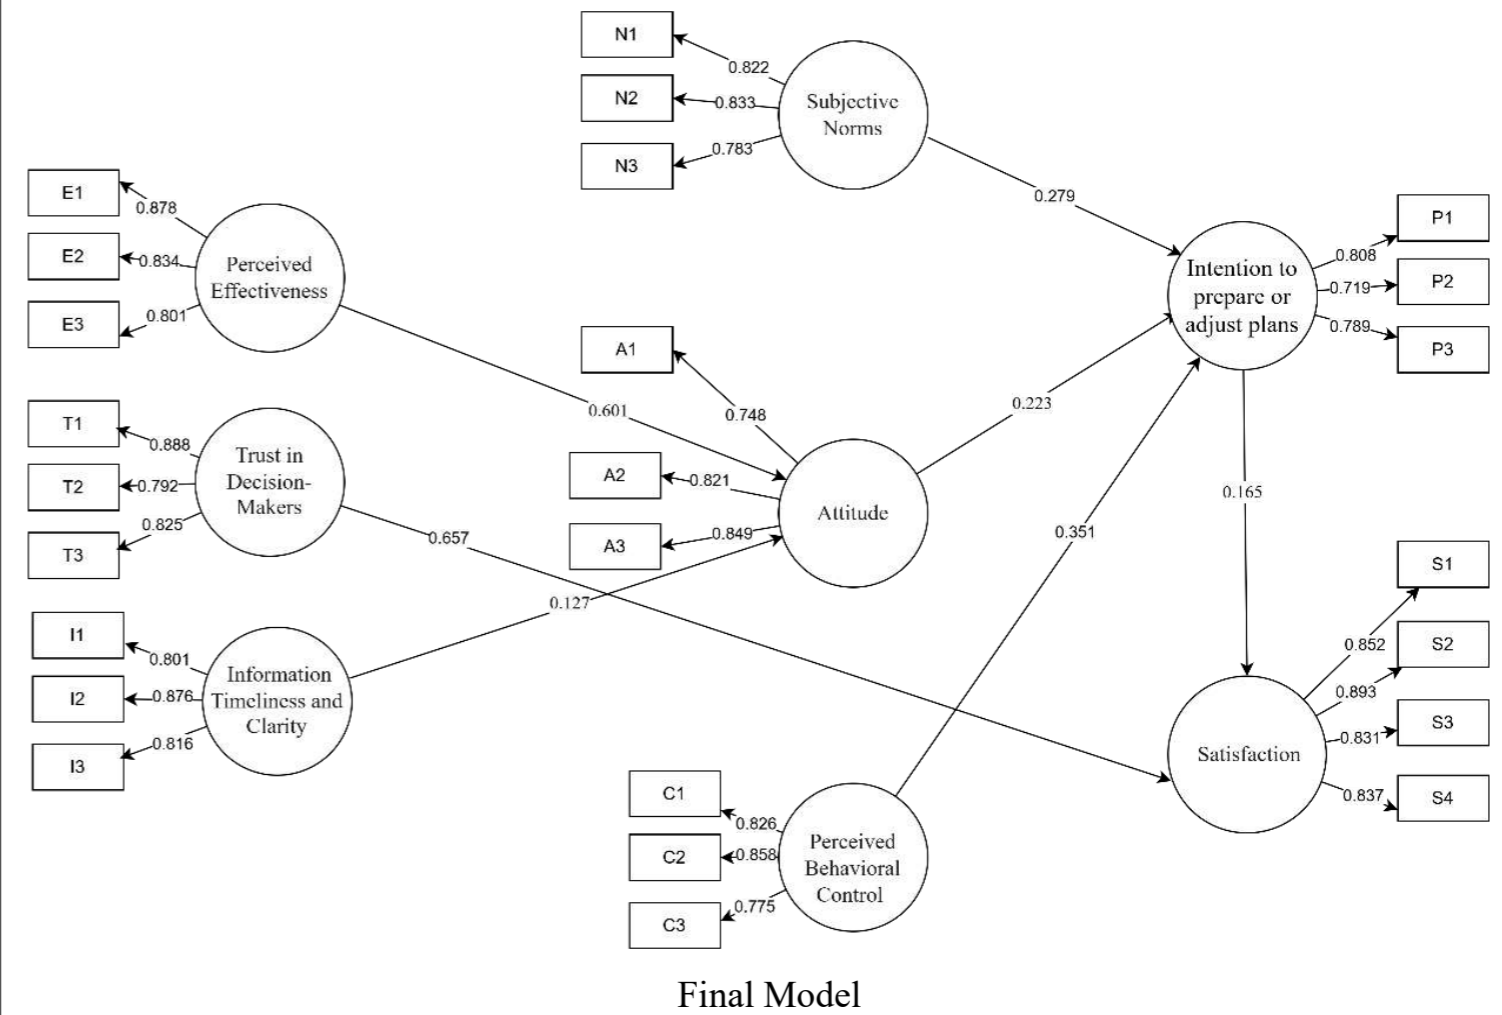 N1
0.822
N2
0.833
N3
0.783
Subjective
Norms
0.279
E1
0.878
E2
0.834
E3
0.801
Perceived
Effectiveness
0.601
T1
0.888
T2
0.792
T3
0.825
Trust in
Decision-
Makers
0.657
I1
0.801
I2
0.876
I3
0.816
Information
Timeliness and
Clarity
0.127
A1
0.748
A2
0.821
A3
0.849
Attitude
0.223
C1
0.826
C2
0.858
C3
0.775
Perceived
Behavioral
Control
0.351
Intention to
prepare or
adjust plans
P1
0.808
P2
0.719
P3
0.789
0.165
Satisfaction
S1
0.852
S2
0.893
S3
0.831
S4
0.837
Final Model